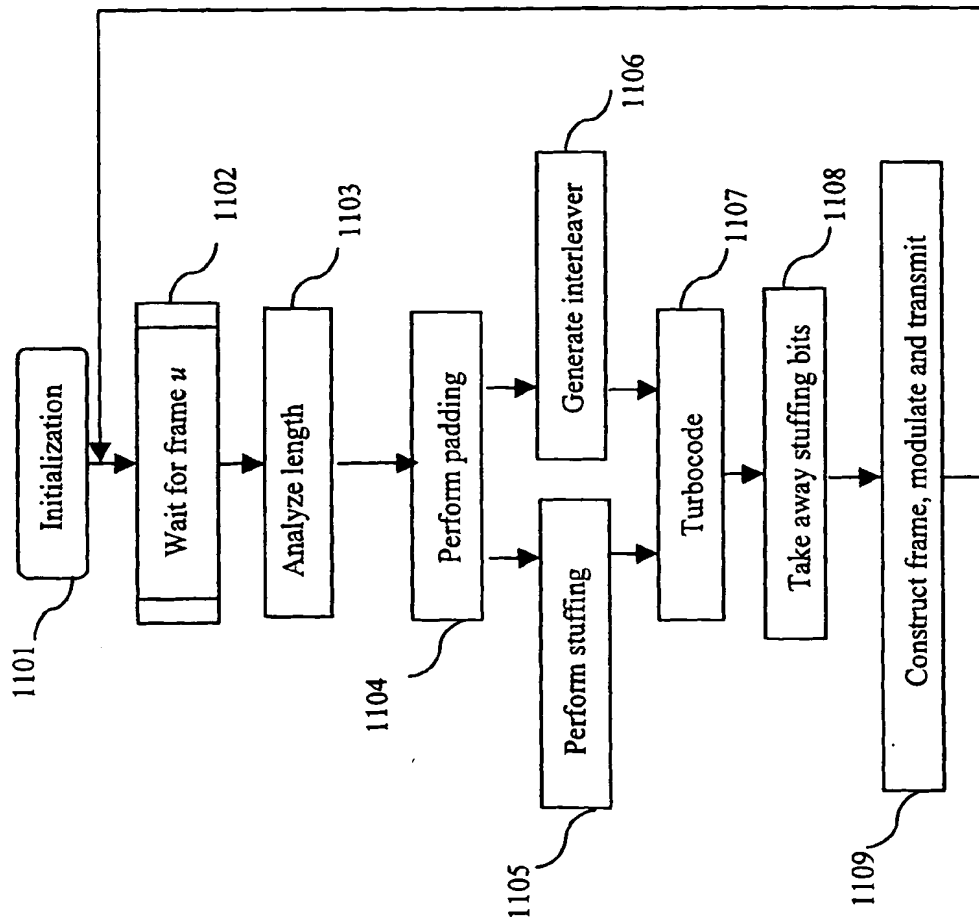 Initialization
1101
Wait for frame u
1102
Analyze length
1103
Perform padding
1104
Perform stuffing
1105
Generate interleaver
1106
Turbocode
1107
Take away stuffing bits
1108
Construct frame, modulate and transmit
1109